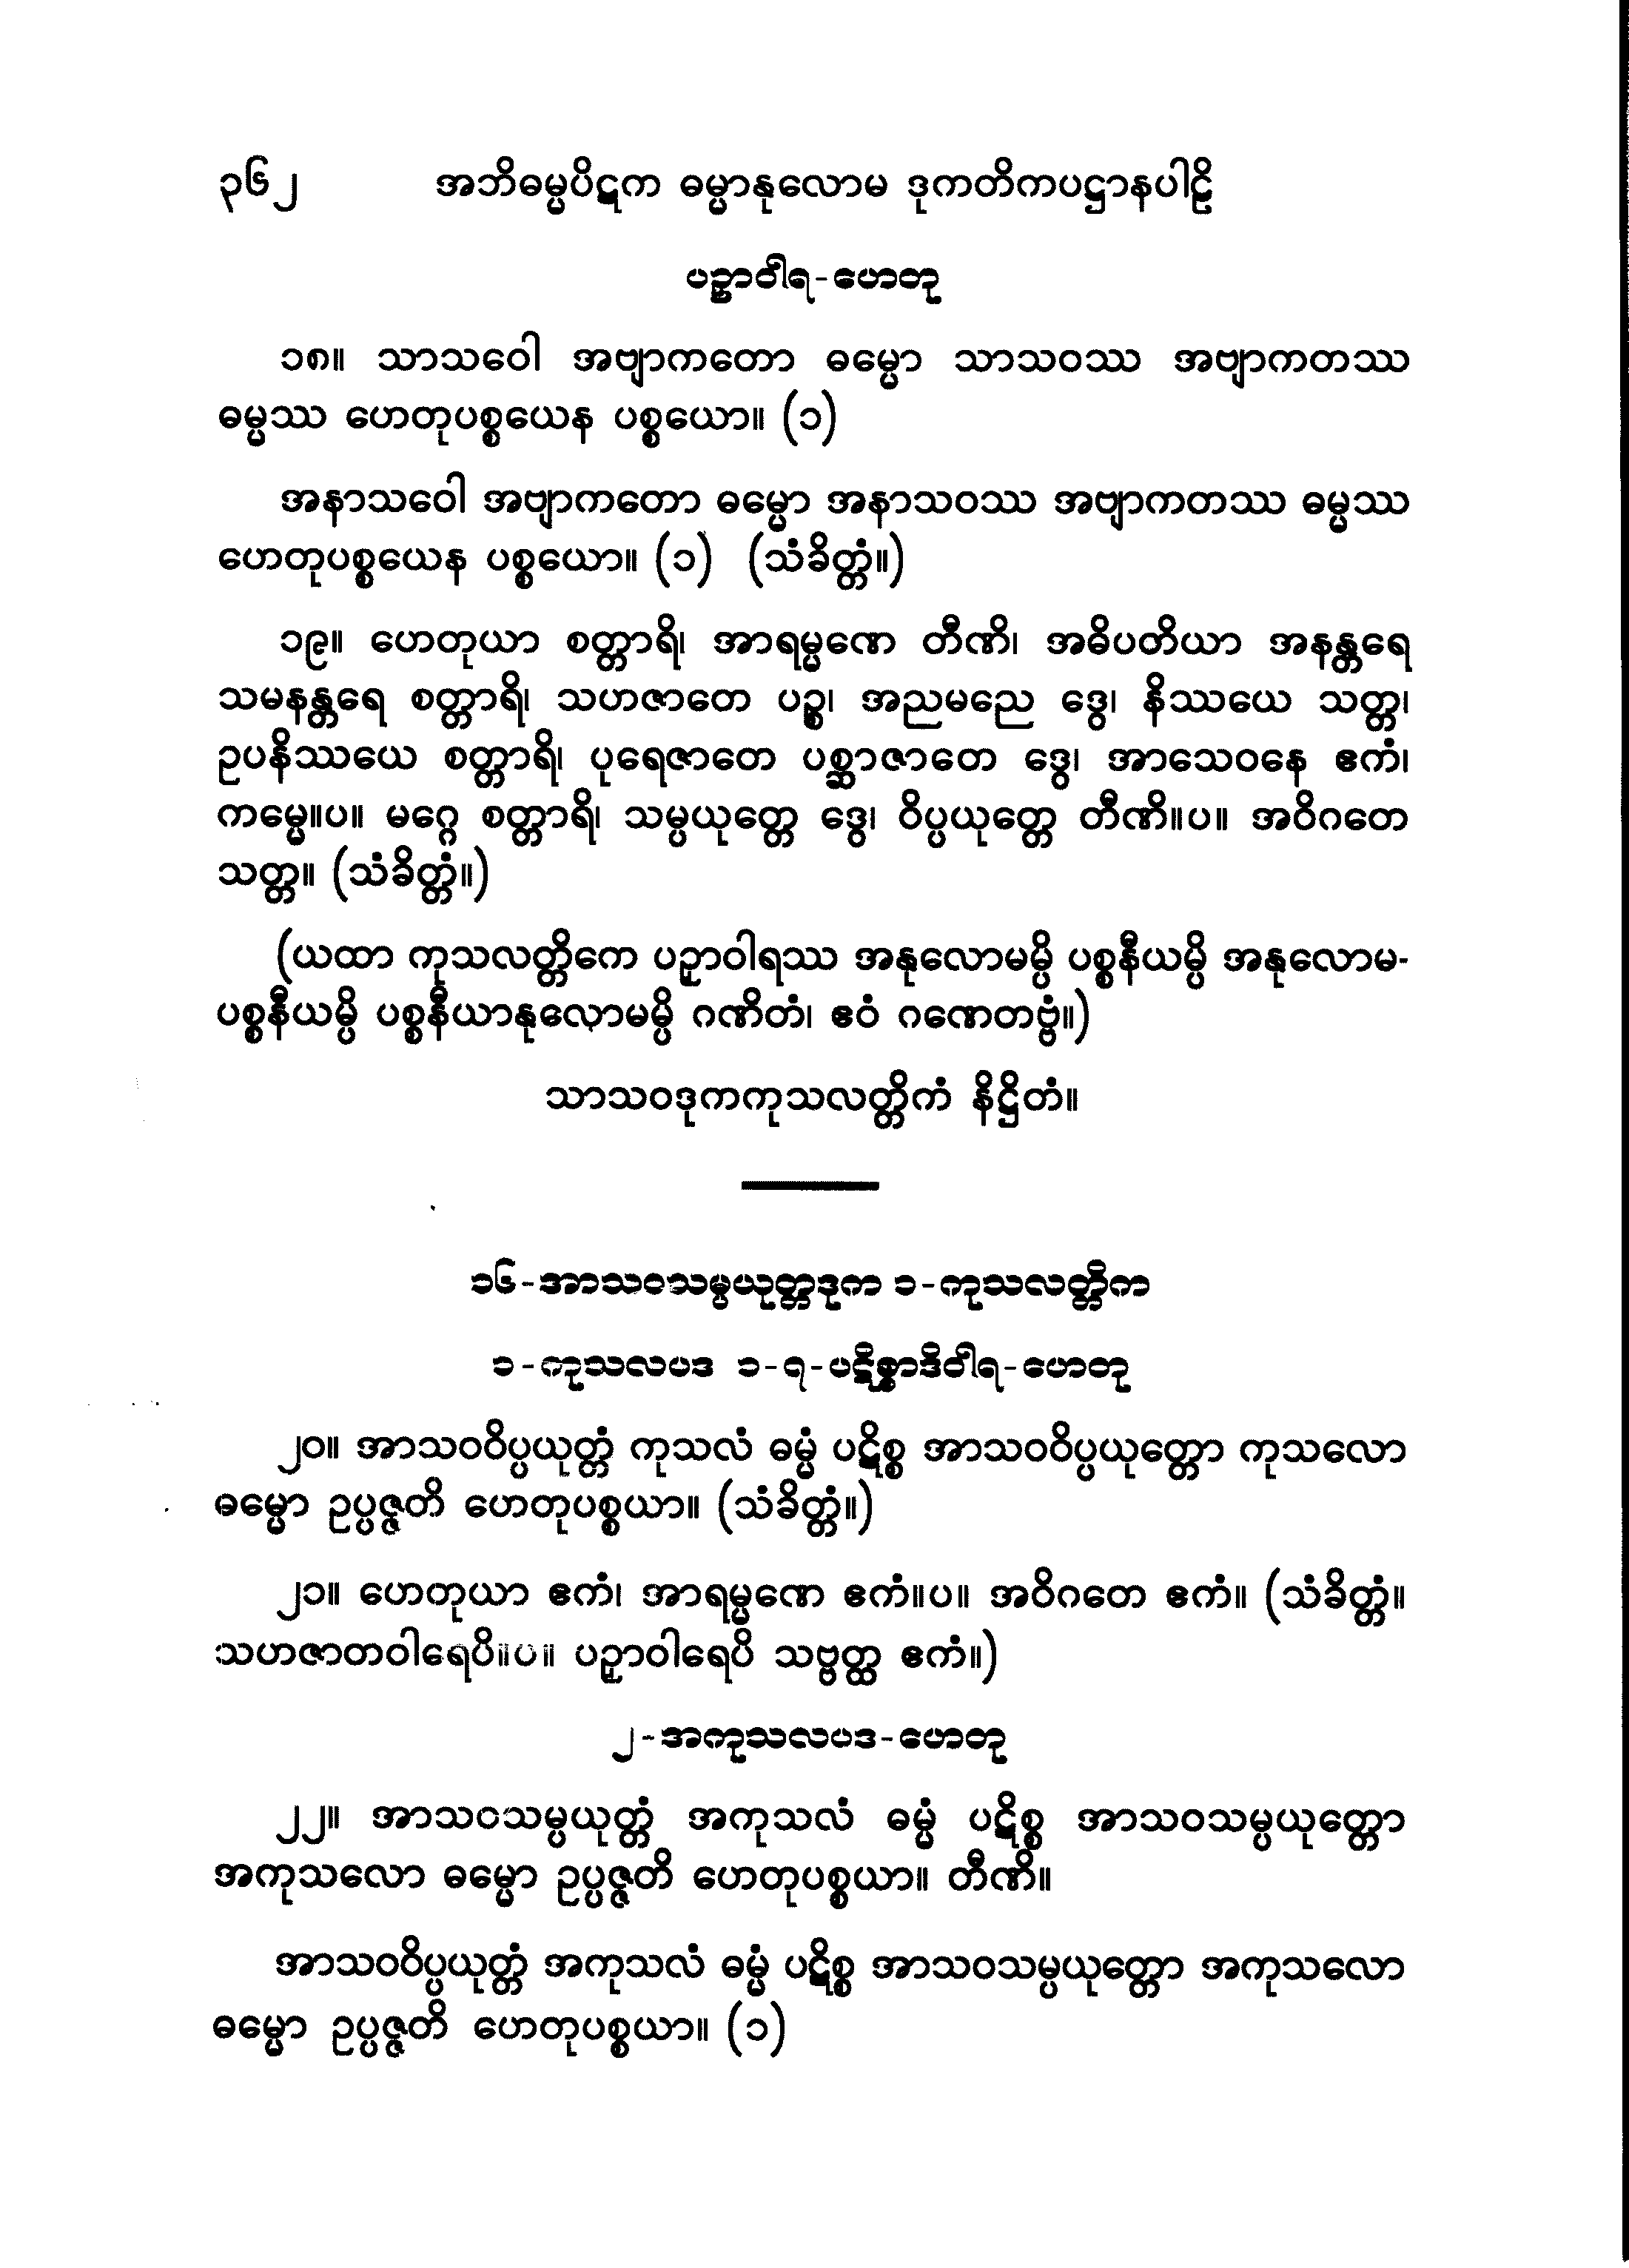 ၃၆၂ အဘိဓမ္မပိဋက ဓမ္မာနုလောမ ဒုကတိကပဋ္ဌာနပါဠိ
ပဉှာဝါရ-ဟေတု
၁၈။ သာသဝေါ အဗျာကတော ဓမ္မော သာသဝဿ အဗျာကတဿ
ဓမ္မဿ ဟေတုပစ္စယေန ပစ္စယော။ (၁)
အနာသဝေါ အဗျာကတော ဓမ္မော အနာသဝဿ အဗျာကတဿ ဓမ္မဿ
ဟေတုပစ္စယေန ပစ္စယော။ (၁) (သံခိတ္တံ။)
၁၉။ ဟေတုယာ စတ္တာရိ၊ အာရမ္မဏေ တီဏိ၊ အဓိပတိယာ အနန္တရေ
သမနန္တရေ စတ္တာရိ၊ သဟဇာတေ ပဉ္စ၊ အညမညေ ဒွေ၊ နိဿယေ သတ္တ၊
ဥပနိဿယေ စတ္တာရိ၊ ပုရေဇာတေ ပစ္ဆာဇာတေ ဒွေ၊ အာသေဝနေ ဧကံ၊
ကမ္မေ။ပ။ မဂ္ဂေ စတ္တာရိ၊ သမ္ပယုတ္တေ ဒွေ၊ ဝိပ္ပယုတ္တေ တီဏိ။ပ။ အဝိဂတေ
သတ္တ။ (သံခိတ္တံ။)
(ယထာ ကုသလတ္တိကေ ပဉှာဝါရဿ အနုလောမမ္ပိ ပစ္စနီယမ္ပိ အနုလောမ-
ပစ္စနီယမ္ပိ ပစ္စနီယာနုလောမမ္ပိ ဂဏိတံ၊ ဧဝံ ဂဏေတဗ္ဗံ။)
သာသဝဒုကကုသလတ္တိကံ နိဋ္ဌိတံ။
၁၆-အာသဝသမ္ပယုတ္တဒုက ၁-ကုသလတ္တိက
၁-ကုသလပဒ ၁-၇-ပဋိစ္စာဒိဝါရ-ဟေတု
၂၀။ အာသဝဝိပ္ပယုတ္တံ ကုသလံ ဓမ္မံ ပဋိစ္စ အာသဝဝိပ္ပယုတ္တော ကုသလော
ဓမ္မော ဥပ္ပဇ္ဇတိ ဟေတုပစ္စယာ။ (သံခိတ္တံ။)
၂၁။ ဟေတုယာ ဧကံ၊ အာရမ္မဏေ ဧကံ။ပ။ အဝိဂတေ ဧကံ။ (သံခိတ္တံ။
သဟဇာတဝါရေပိ။ပ။ ပဉှာဝါရေပိ သဗ္ဗတ္ထ ဧကံ။)
၂-အကုသလပဒ-ဟေတု
၂၂။ အာသဝသမ္ပယုတ္တံ အကုသလံ ဓမ္မံ ပဋိစ္စ အာသဝသမ္ပယုတ္တော
အကုသလော ဓမ္မော ဥပ္ပဇ္ဇတိ ဟေတုပစ္စယာ။ တီဏိ။
အာသဝဝိပ္ပယုတ္တံ အကုသလံ ဓမ္မံ ပဋိစ္စ အာသဝသမ္ပယုတ္တော အကုသလော
ဓမ္မော ဥပ္ပဇ္ဇတိ ဟေတုပစ္စယာ။ (၁)